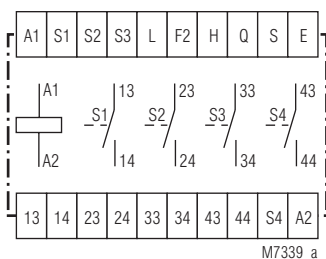 A1 S1 S2 S3 L F2 H Q S E
A1 13 23 33 43
S1 S2 S3 S4
A2 14 24 34 44
13 14 23 24 33 34 43 44 S4 A2
M7339_a